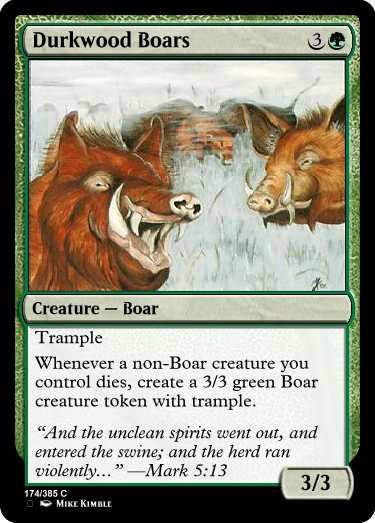 Durkwood Boars 3
Creature — Boar
Trample
Whenever a non-Boar creature you
control dies, create a 3/3 green Boar
creature token with trample.
“And the unclean spirits went out, and
entered the swine; and the herd ran
violently...” —Mark 5:13
3/3
174/385 C
Mike Kimble